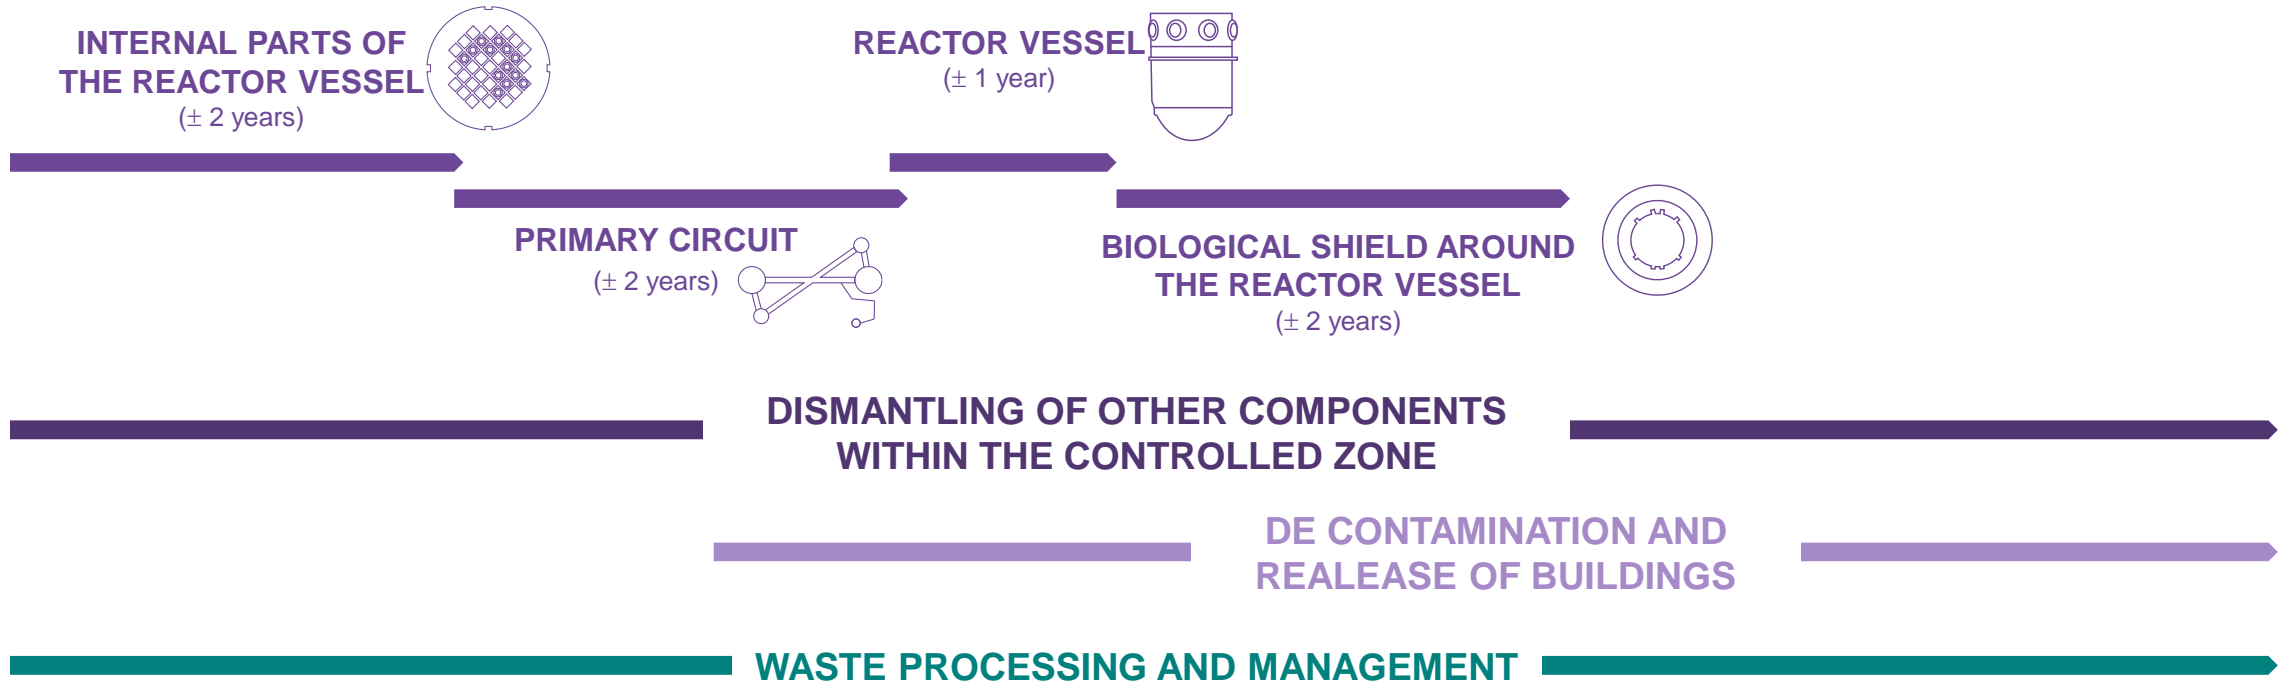 INTERNAL PARTS OF
THE REACTOR VESSEL
(± 2 years)
REACTOR VESSEL
(± 1 year)
PRIMARY CIRCUIT
(± 2 years)
BIOLOGICAL SHIELD AROUND
THE REACTOR VESSEL
(± 2 years)
DISMANTLING OF OTHER COMPONENTS
WITHIN THE CONTROLLED ZONE
DE CONTAMINATION AND
REALEASE OF BUILDINGS
WASTE PROCESSING AND MANAGEMENT